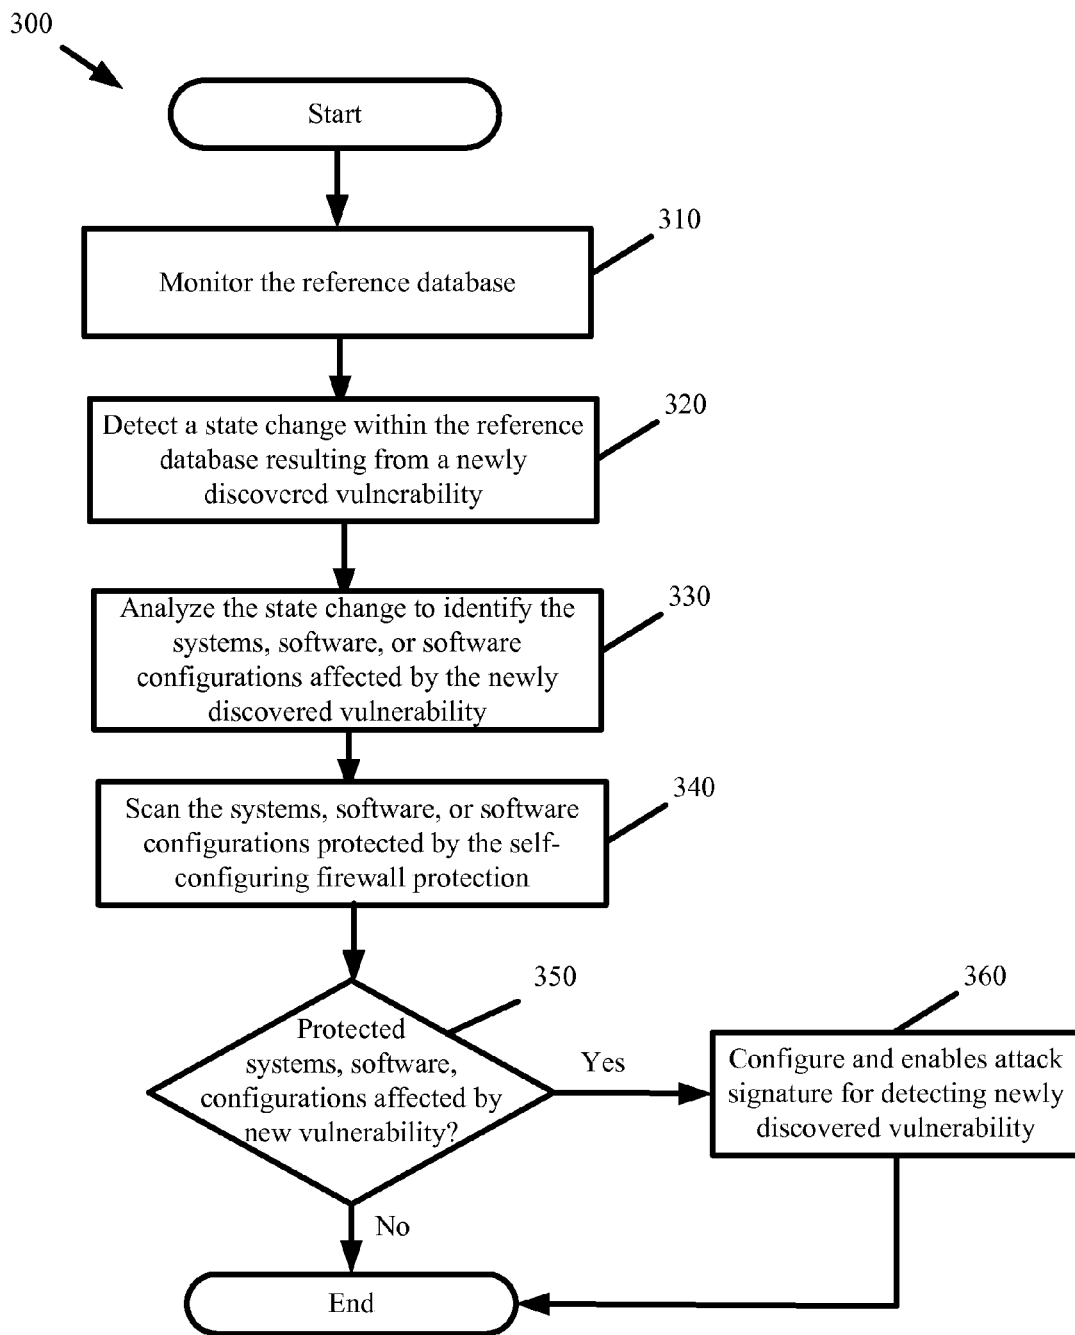 300
Start
310
Monitor the reference database
320
Detect a state change within the reference
database resulting from a newly
discovered vulnerability
330
Analyze the state change to identify the
systems, software, or software
configurations affected by the newly
discovered vulnerability
340
Scan the systems, software, or software
configurations protected by the self-
configuring firewall protection
350
Protected
systems, software,
configurations affected by
new vulnerability?
Yes
360
Configure and enables attack
signature for detecting newly
discovered vulnerability
No
End